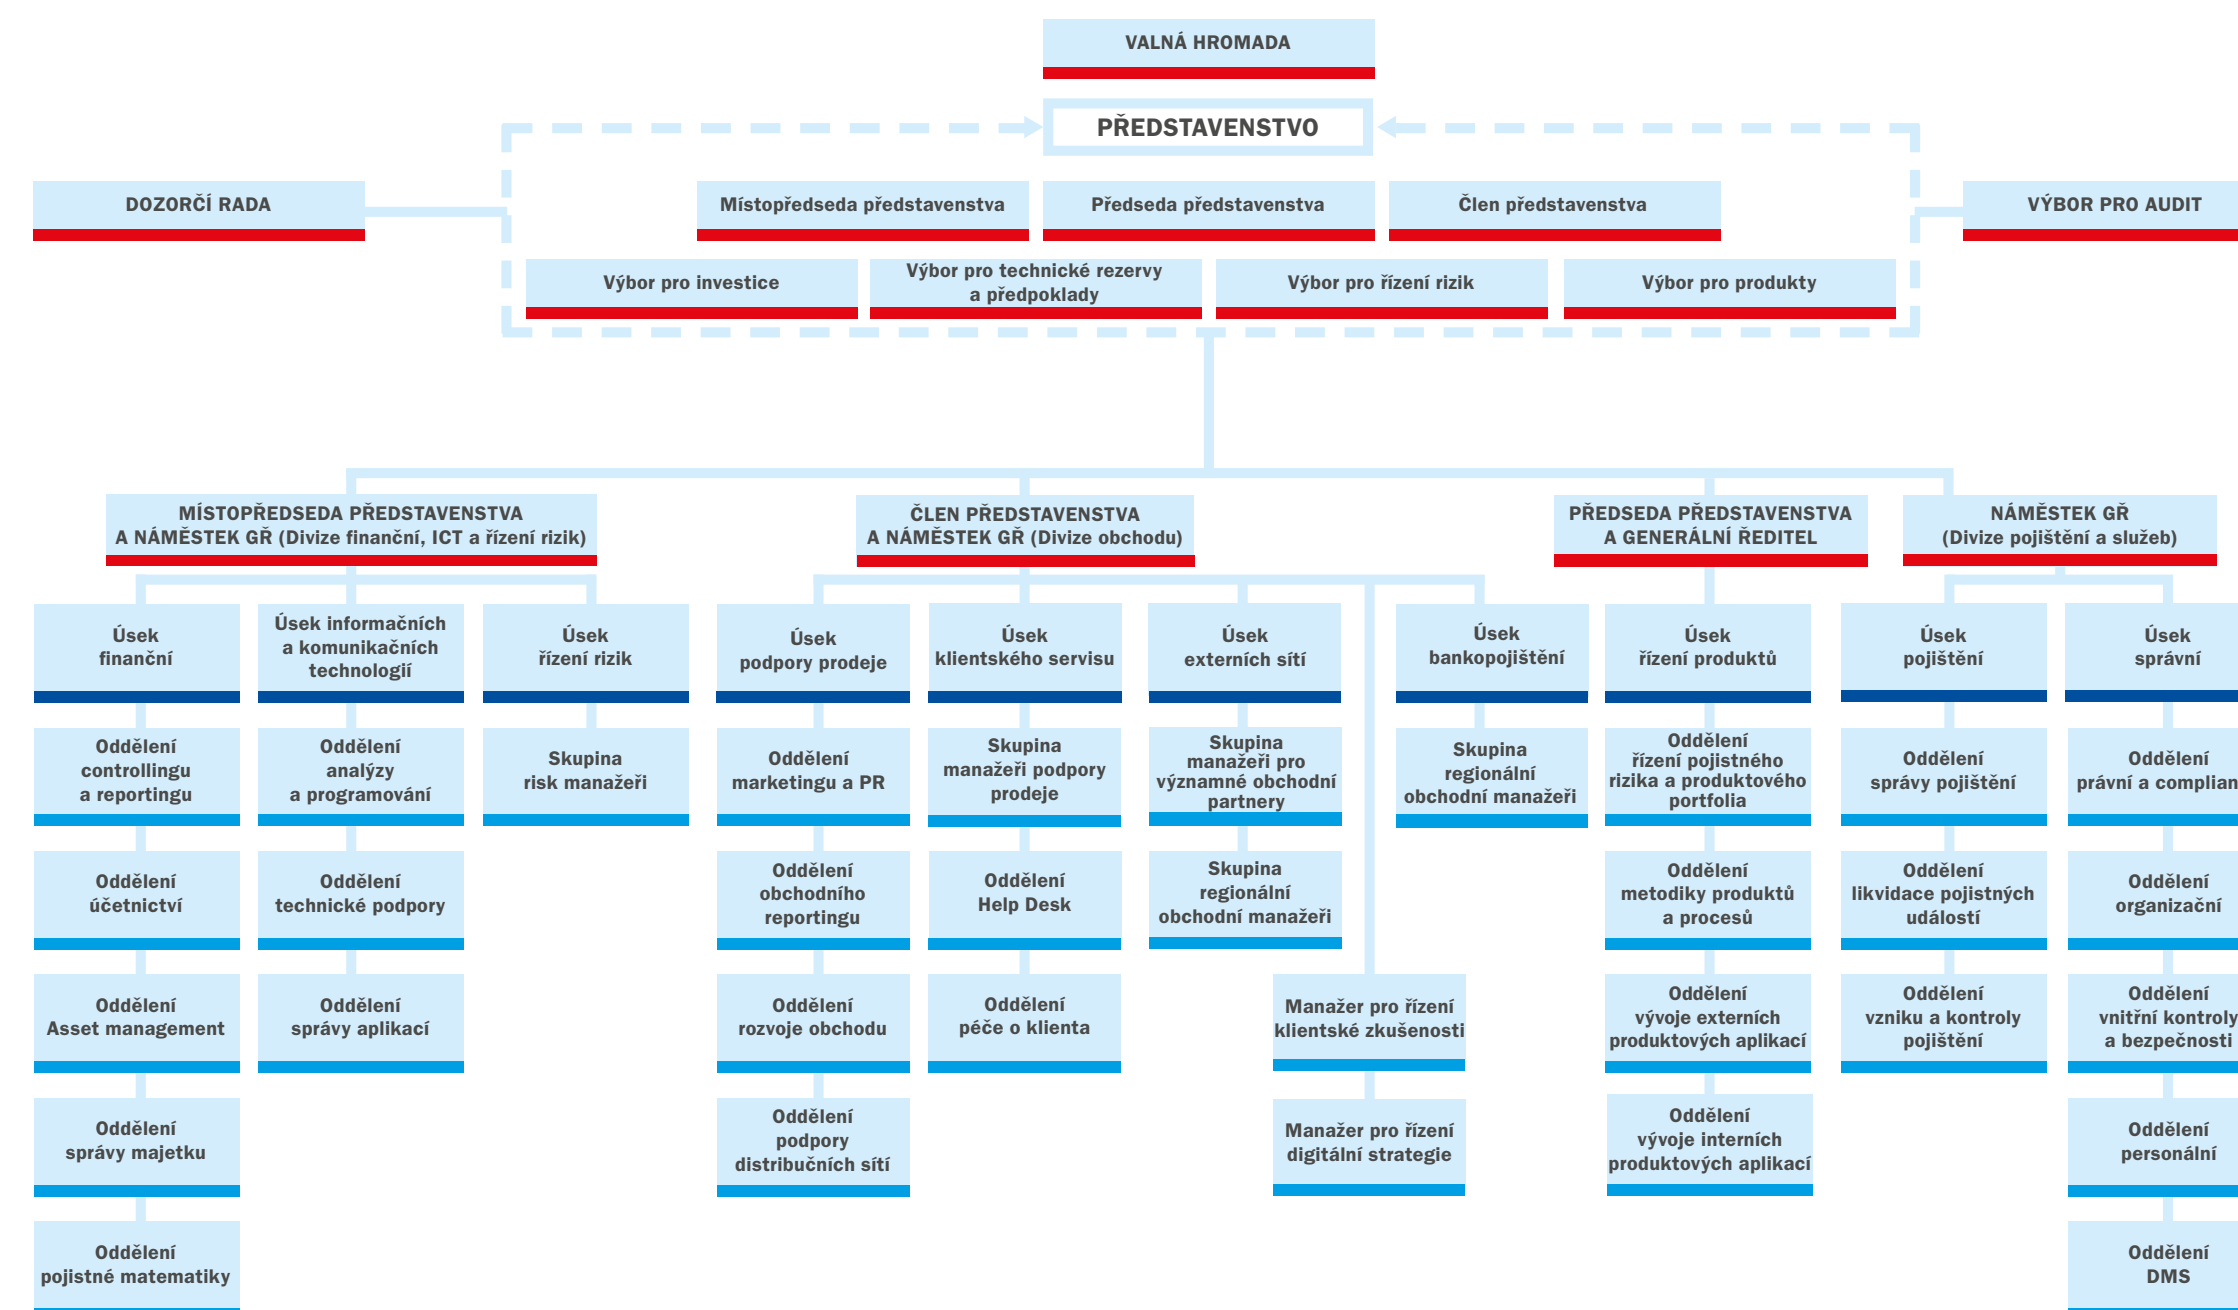 VALNÁ HROMADA
PŘEDSTAVENSTVO
DOZORČÍ RADA
Místopředseda představenstva
Předseda představenstva
Člen představenstva
VÝBOR PRO AUDIT
Výbor pro investice
Výbor pro technické rezervy
a předpoklady
Výbor pro řízení rizik
Výbor pro produkty
MÍSTOPŘEDSEDA PŘEDSTAVENSTVA
A NÁMĚSTEK GŘ (Divize finanční, ICT a řízení rizik)
ČLEN PŘEDSTAVENSTVA
A NÁMĚSTEK GŘ (Divize obchodu)
PŘEDSEDA PŘEDSTAVENSTVA
A GENERÁLNÍ ŘEDITEL
NÁMĚSTEK GŘ
(Divize pojištění a služeb)
Úsek
finanční
Úsek informačních
a komunikačních
technologií
Úsek
řízení rizik
Úsek
podpory prodeje
Úsek
klientského servisu
Úsek
externích sítí
Úsek
bankopojištění
Úsek
řízení produktů
Úsek
pojištění
Úsek
správní
Oddělení
controllingu
a reportingu
Oddělení
analýzy
a programování
Skupina
risk manažeři
Oddělení
marketingu a PR
Skupina
manažeři podpory
prodeje
Skupina
manažeři pro
významné obchodní
partnery
Skupina
regionální
obchodní manažeři
Oddělení
řízení pojistného
rizika a produktového
portfolia
Oddělení
správy pojištění
Oddělení
právní a complian
Oddělení
účetnictví
Oddělení
technické podpory
Oddělení
obchodního
reportingu
Oddělení
Help Desk
Skupina
regionální
obchodní manažeři
Oddělení
metodiky produktů
a procesů
Oddělení
likvidace pojistných
událostí
Oddělení
organizační
Oddělení
Asset management
Oddělení
správy aplikací
Oddělení
rozvoje obchodu
Oddělení
péče o klienta
Manažer pro řízení
klientské zkušenosti
Oddělení
vývoje externích
produktových aplikací
Oddělení
vzniku a kontroly
pojištění
Oddělení
vnitřní kontroly
a bezpečnosti
Oddělení
správy majetku
Oddělení
podpory
distribučních sítí
Manažer pro řízení
digitální strategie
Oddělení
vývoje interních
produktových aplikací
Oddělení
personální
Oddělení
pojistné matematiky
Oddělení
DMS